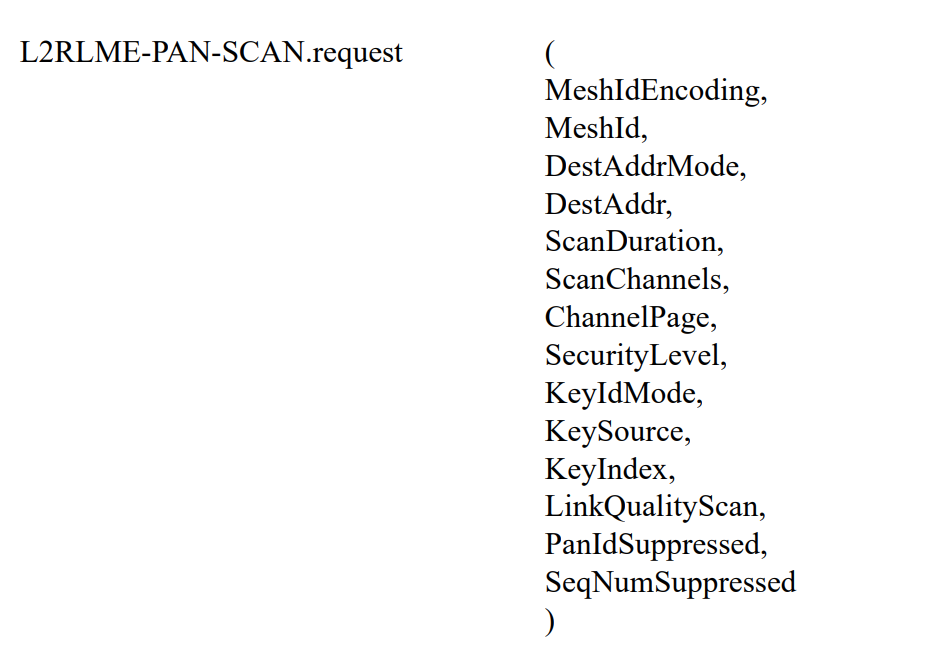 L2RLME-PAN-SCAN.request (
MeshIdEncoding,
MeshId,
DestAddrMode,
DestAddr,
ScanDuration,
ScanChannels,
ChannelPage,
SecurityLevel,
KeyIdMode,
KeySource,
KeyIndex,
LinkQualityScan,
PanIdSuppressed,
SeqNumSuppressed
)